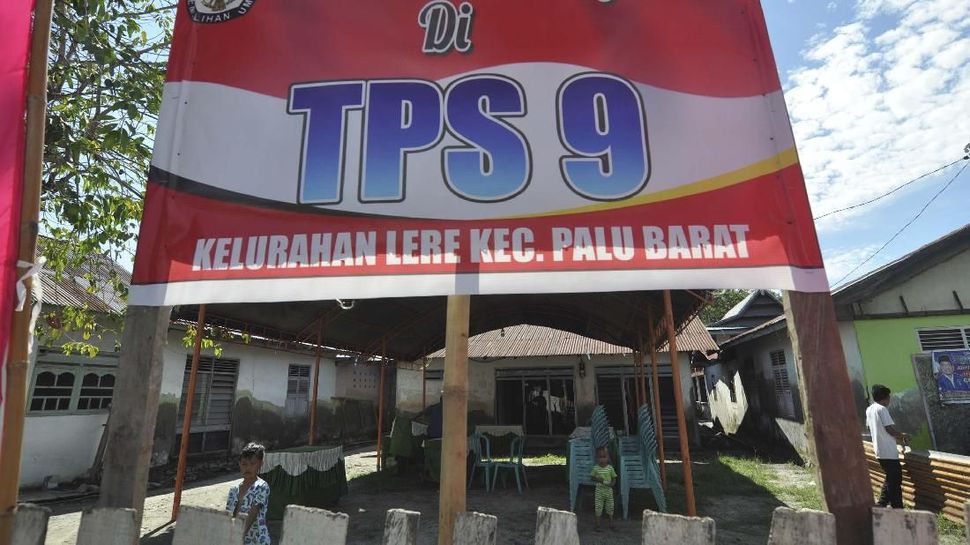 Di
TPS 9
KELURAHAN LERE KEC. PALU BARAT